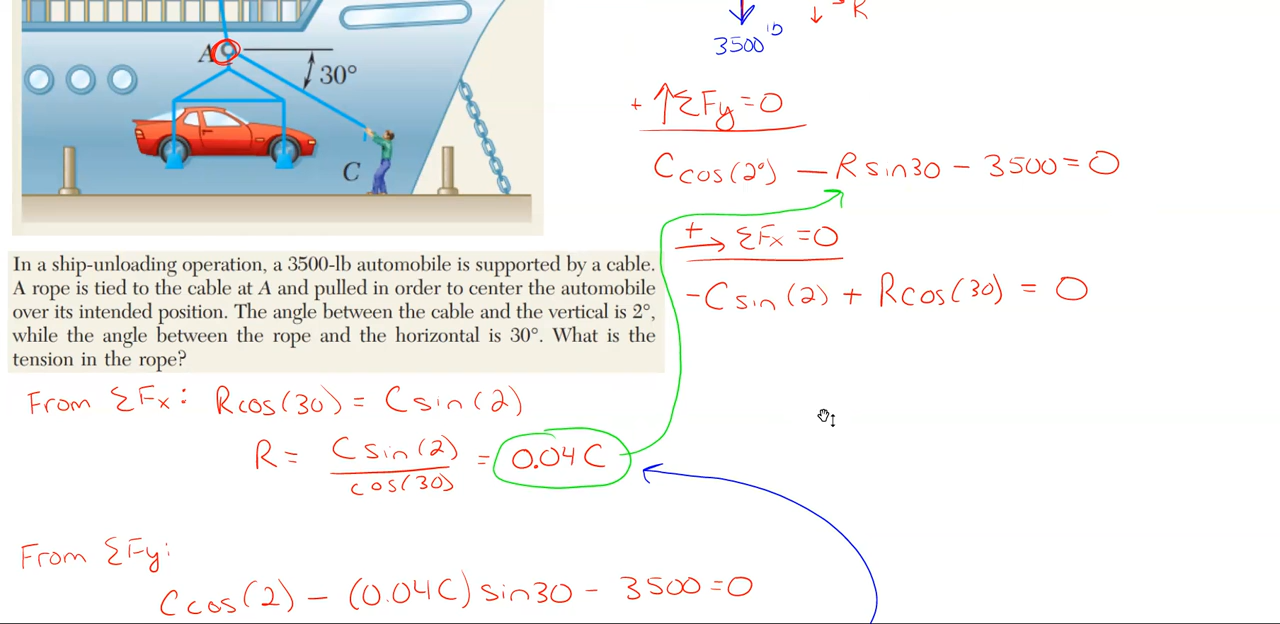 R
3500 lb
A
30°
C
+ ↑ΣFy=0
Ccos(2°) — Rsin30 - 3500=0
+→ ΣFx =0
-Csin(2) + Rcos(30) = 0
In a ship-unloading operation, a 3500-lb automobile is supported by a cable.
A rope is tied to the cable at A and pulled in order to center the automobile
over its intended position. The angle between the cable and the vertical is 2°,
while the angle between the rope and the horizontal is 30°. What is the
tension in the rope?
From ΣFx: Rcos(30) = Csin(2)
R = Csin(2) / cos(30) = 0.04C
From ΣFy:
Ccos(2) - (0.04C) sin30 - 3500=0